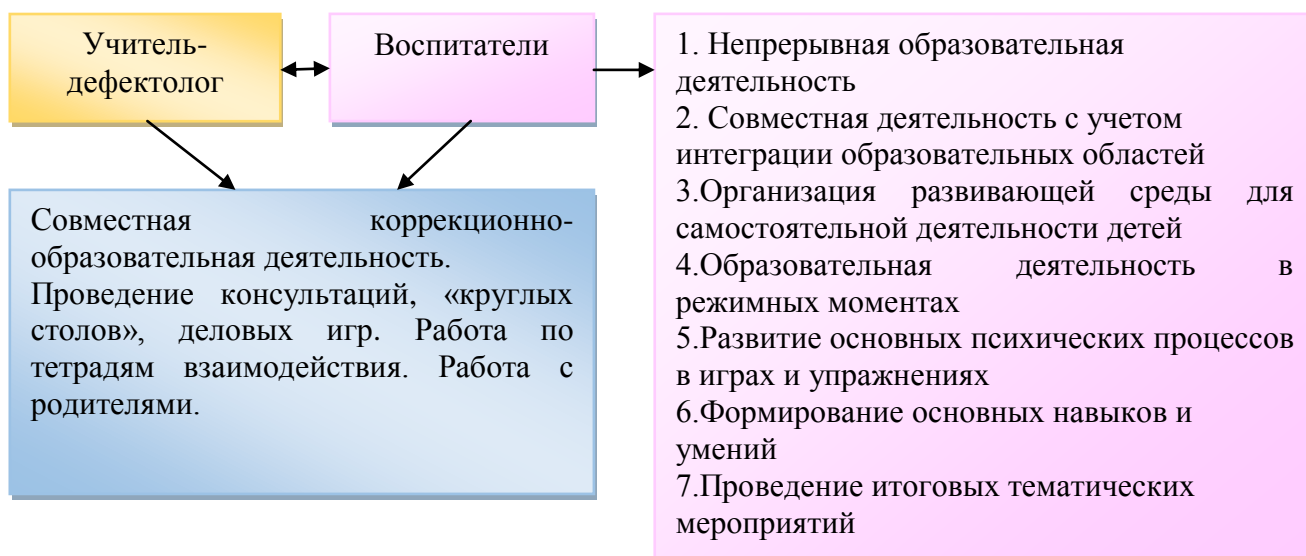 Учитель-
дефектолог
Воспитатели
1. Непрерывная образовательная
деятельность
2. Совместная деятельность с учетом
интеграции образовательных областей
3.Организация развивающей среды для
самостоятельной деятельности детей
4.Образовательная деятельность в
режимных моментах
5.Развитие основных психических процессов
в играх и упражнениях
6.Формирование основных навыков и
умений
7.Проведение итоговых тематических
мероприятий
Совместная коррекционно-
образовательная деятельность.
Проведение консультаций, «круглых
столов», деловых игр. Работа по
тетрадям взаимодействия. Работа с
родителями.